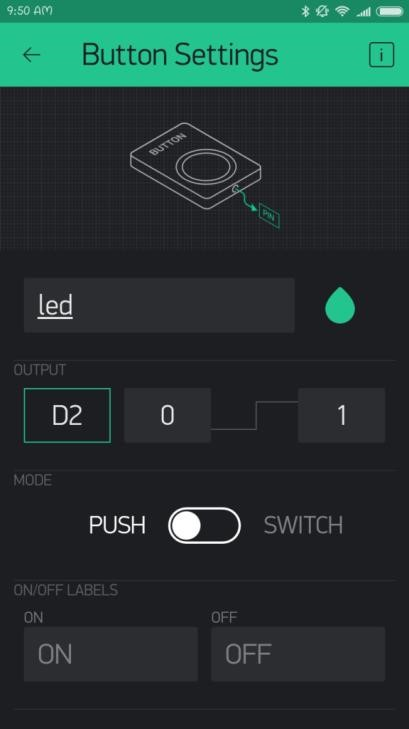 9:50 AM
Button Settings
i
BUTTON
PIN
led
OUTPUT
D2 0 1
MODE
PUSH SWITCH
ON/OFF LABELS
ON OFF
ON OFF